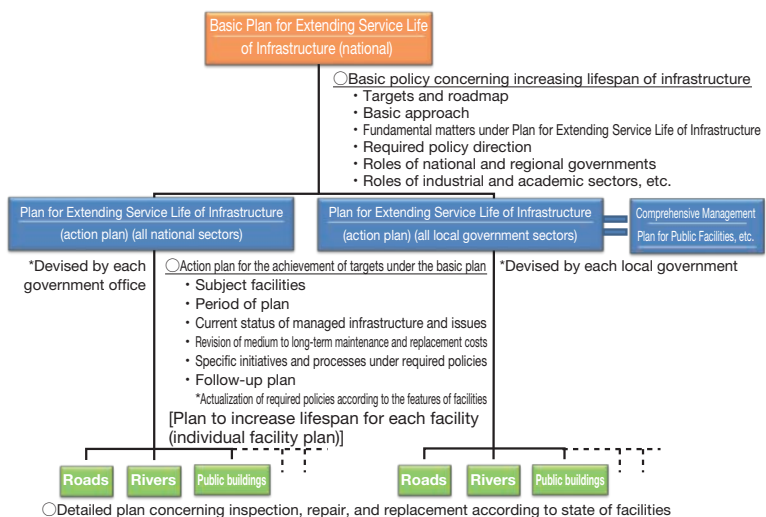 Basic Plan for Extending Service Life
of Infrastructure (national)
○Basic policy concerning increasing lifespan of infrastructure
・Targets and roadmap
・Basic approach
・Fundamental matters under Plan for Extending Service Life of Infrastructure
・Required policy direction
・Roles of national and regional governments
・Roles of industrial and academic sectors, etc.
Plan for Extending Service Life of Infrastructure
(action plan) (all national sectors)
Plan for Extending Service Life of Infrastructure
(action plan) (all local government sectors)
Comprehensive Management
Plan for Public Facilities, etc.
*Devised by each
government office
○Action plan for the achievement of targets under the basic plan
・Subject facilities
・Period of plan
・Current status of managed infrastructure and issues
・Revision of medium to long-term maintenance and replacement costs
・Specific initiatives and processes under required policies
・Follow-up plan
*Actualization of required policies according to the features of facilities
*Devised by each local government
[Plan to increase lifespan for each facility
(individual facility plan)]
Roads
Rivers
Public buildings
Roads
Rivers
Public buildings
○Detailed plan concerning inspection, repair, and replacement according to state of facilities